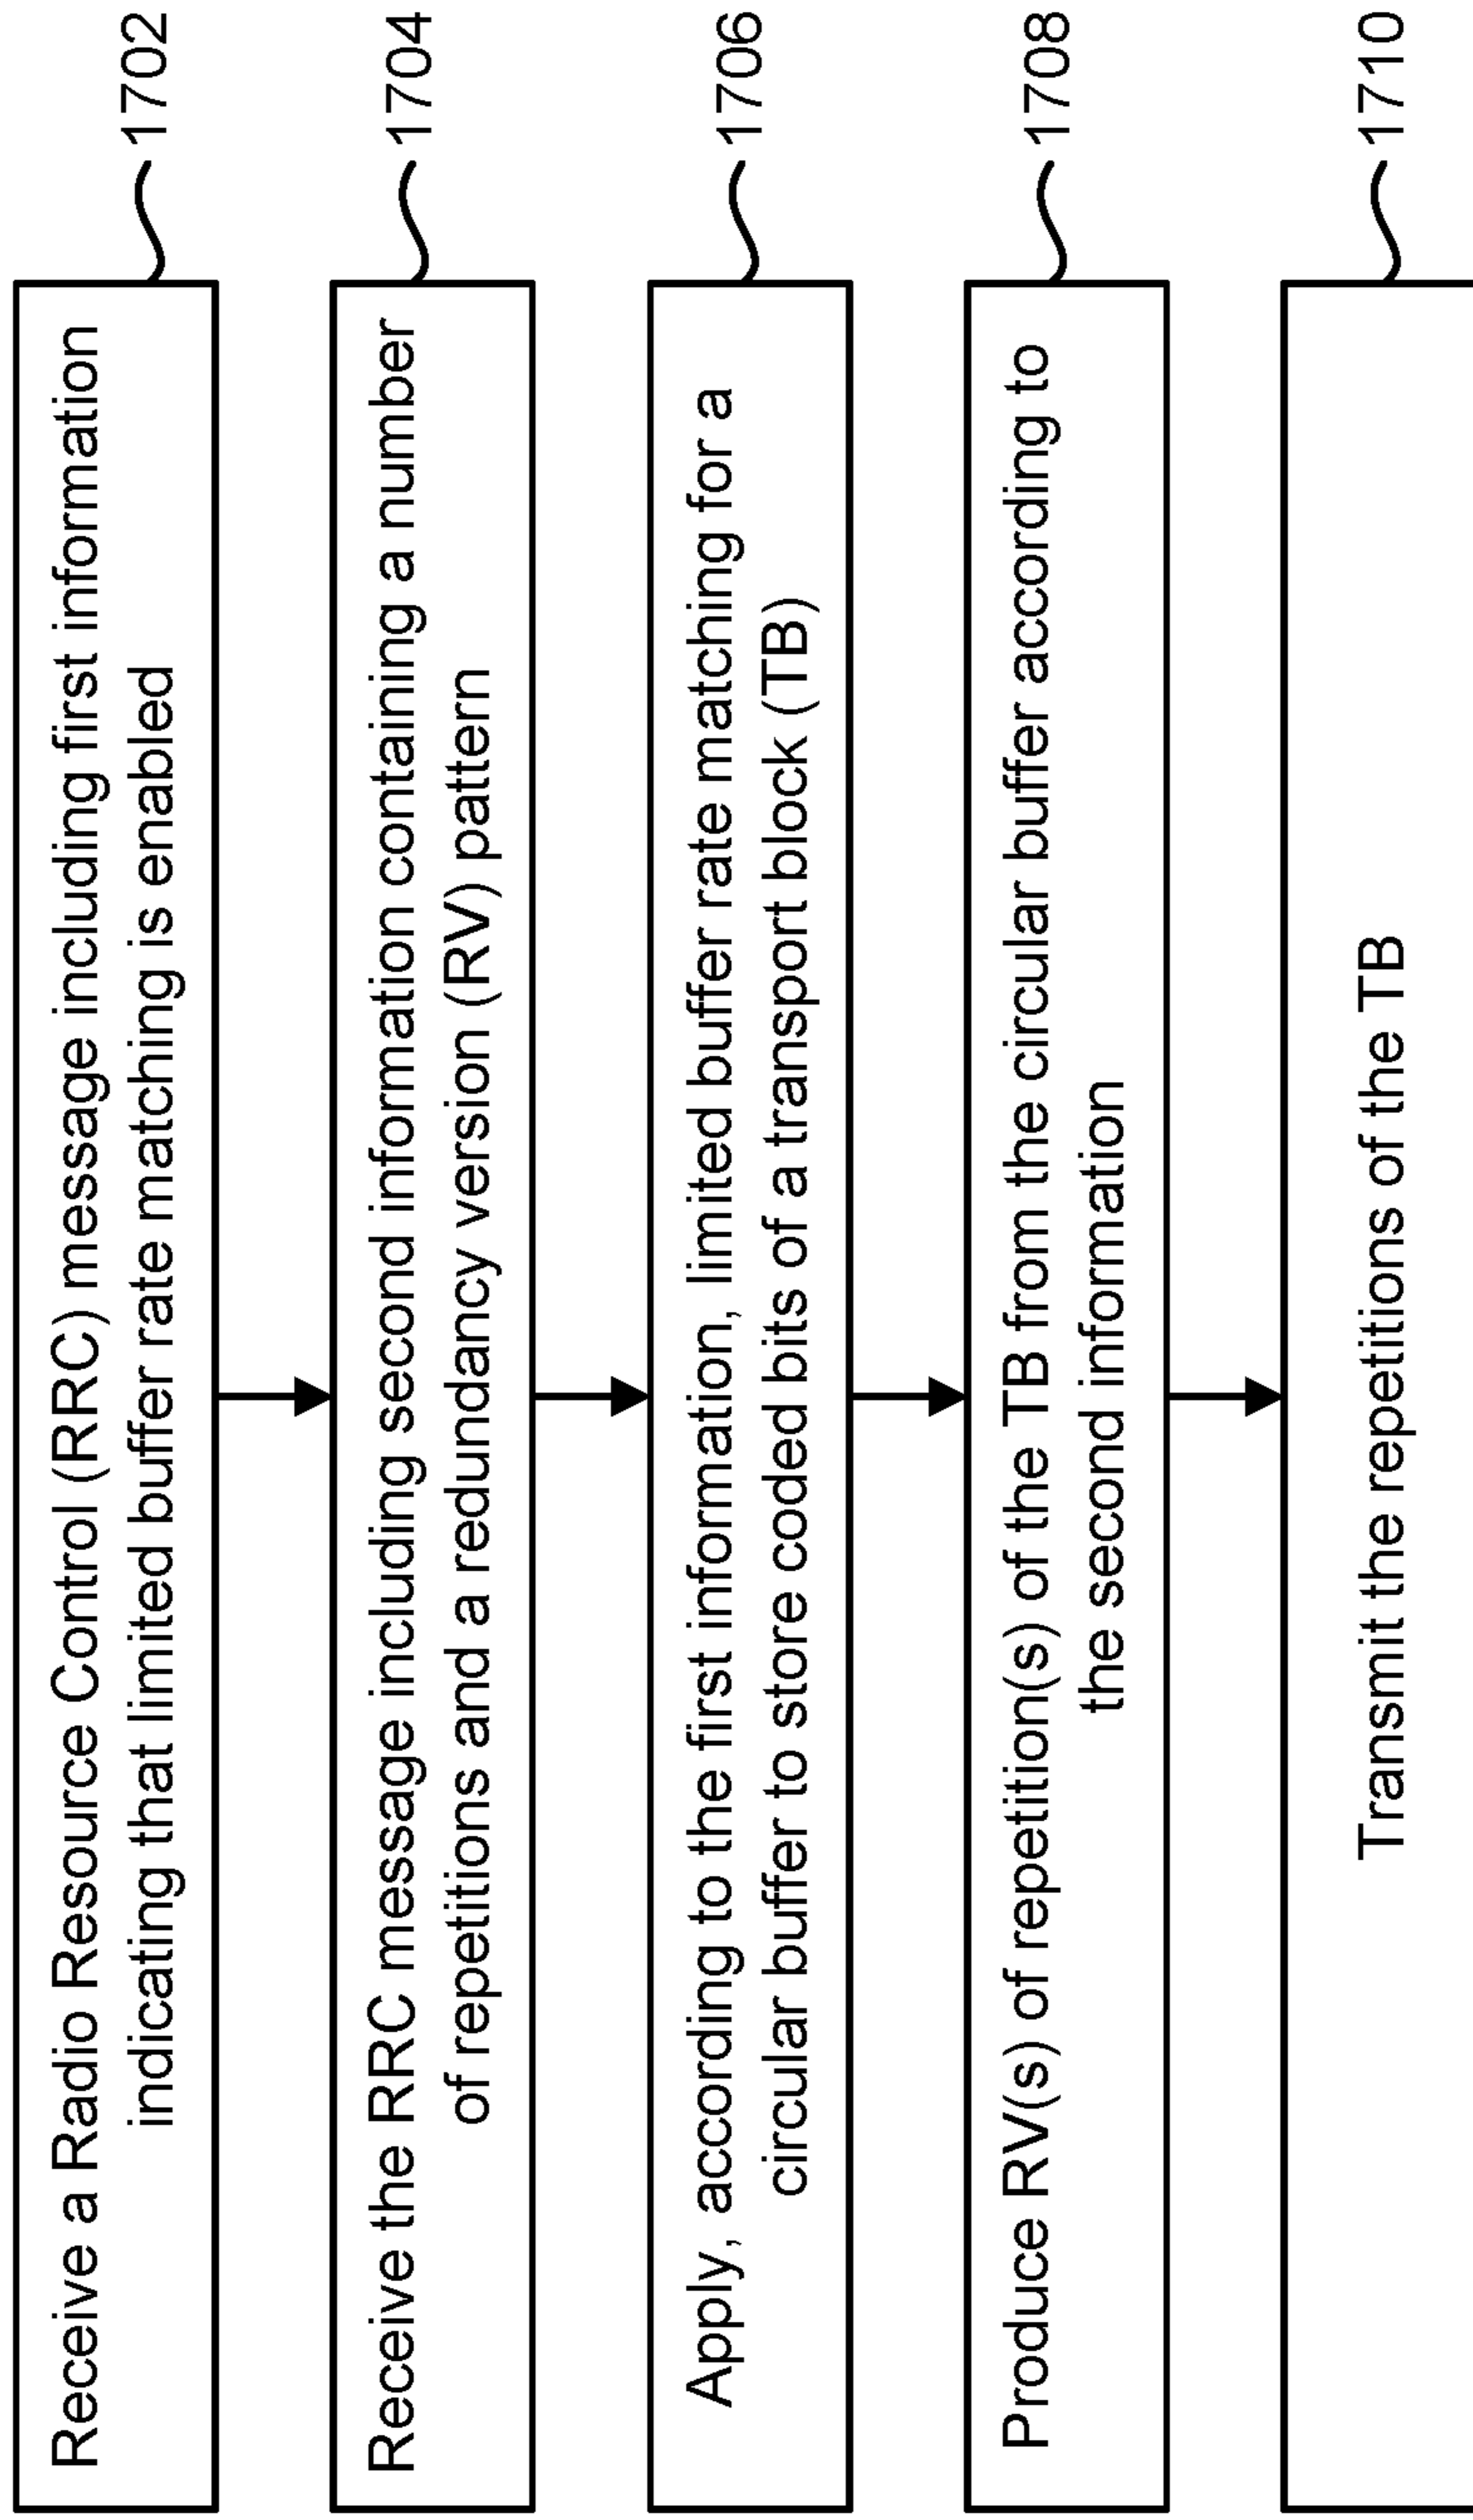 Receive a Radio Resource Control (RRC) message including first information
indicating that limited buffer rate matching is enabled
1702
Receive the RRC message including second information containing a number
of repetitions and a redundancy version (RV) pattern
1704
Apply, according to the first information, limited buffer rate matching for a
circular buffer to store coded bits of a transport block (TB)
1706
Produce RV(s) of repetition(s) of the TB from the circular buffer according to
the second information
1708
Transmit the repetitions of the TB
1710